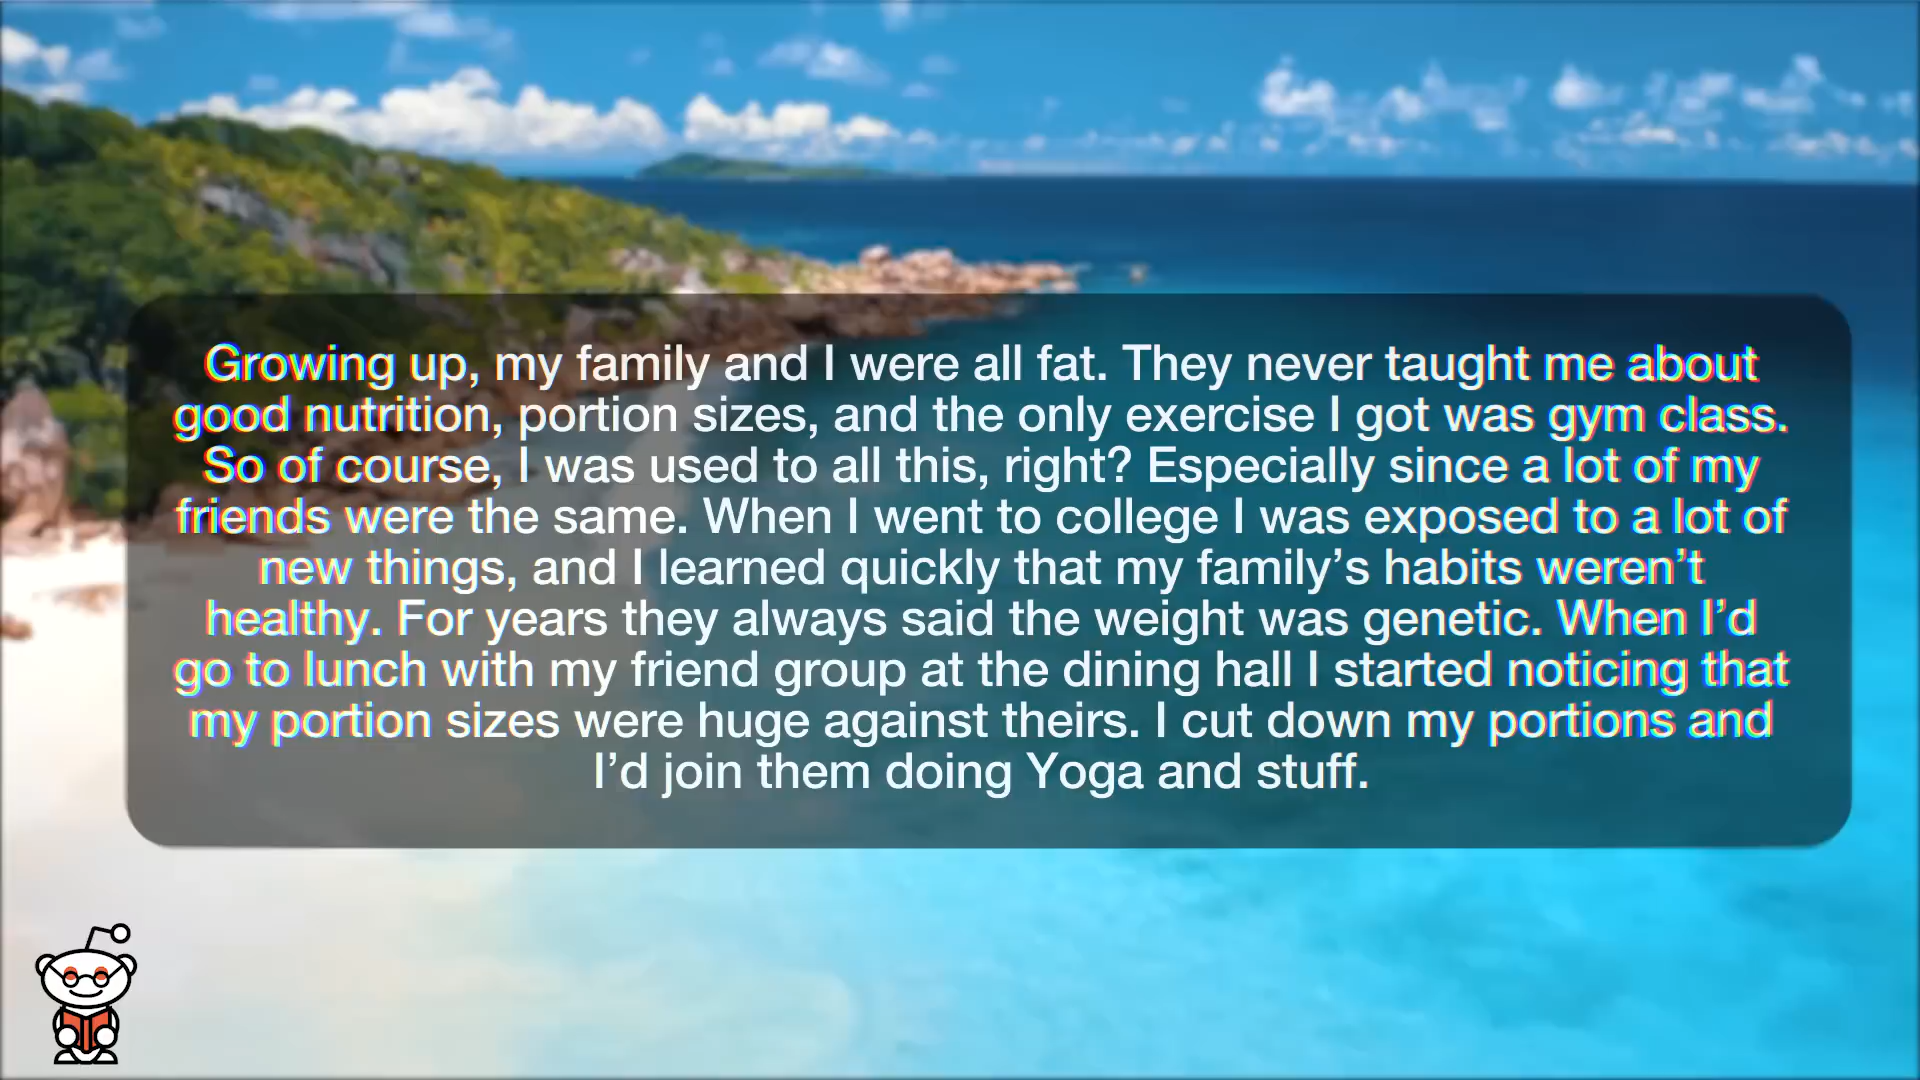 Growing up, my family and I were all fat. They never taught me about
good nutrition, portion sizes, and the only exercise I got was gym class.
So of course, I was used to all this, right? Especially since a lot of my
friends were the same. When I went to college I was exposed to a lot of
new things, and I learned quickly that my family’s habits weren’t
healthy. For years they always said the weight was genetic. When I’d
go to lunch with my friend group at the dining hall I started noticing that
my portion sizes were huge against theirs. I cut down my portions and
I’d join them doing Yoga and stuff.